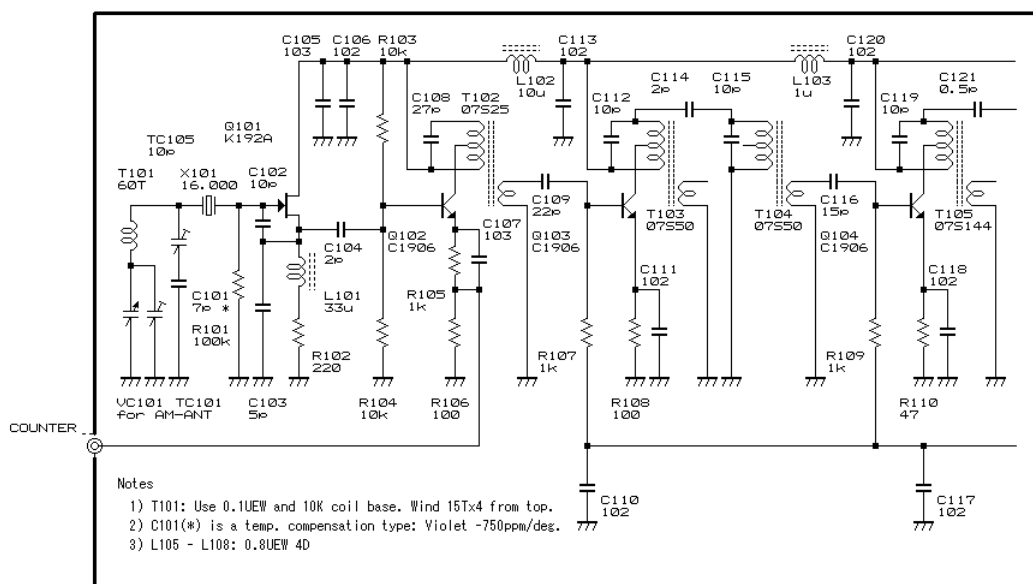 C105
103
C106
102
R103
10k
C113
102
C120
102
L102
10u
L103
1u
C108
27p
T102
07S25
C112
10p
C114
2p
C115
10p
C119
10p
C121
0.5p
TC105
10p
Q101
K192A
T101
60T
X101
16.000
C102
10p
C104
2p
Q102
C1906
C107
103
C109
22p
Q103
C1906
T103
07S50
T104
07S50
C116
15p
Q104
C1906
T105
07S144
C101
7p *
R101
100k
L101
33u
R105
1k
C111
102
C118
102
R102
220
R107
1k
R109
1k
VC101
for AM-ANT
TC101
C103
5p
R104
10k
R106
100
R108
100
R110
47
COUNTER
C110
102
C117
102
Notes
1) T101: Use 0.1UEW and 10K coil base. Wind 15Tx4 from top.
2) C101(*) is a temp. compensation type: Violet -750ppm/deg.
3) L105 - L108: 0.8UEW 4D